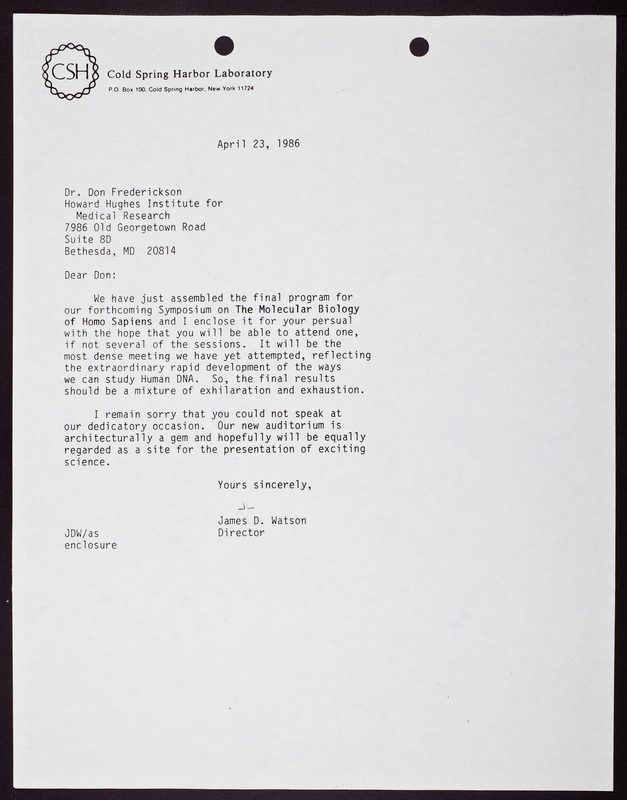 CSH
Cold Spring Harbor Laboratory
P.O. Box 100, Cold Spring Harbor, New York 11724
April 23, 1986
Dr. Don Frederickson
Howard Hughes Institute for
Medical Research
7986 Old Georgetown Road
Suite 8D
Bethesda, MD 20814
Dear Don:
We have just assembled the final program for
our forthcoming Symposium on The Molecular Biology
of Homo Sapiens and I enclose it for your persual
with the hope that you will be able to attend one,
if not several of the sessions. It will be the
most dense meeting we have yet attempted, reflecting
the extraordinary rapid development of the ways
we can study Human DNA. So, the final results
should be a mixture of exhilaration and exhaustion.
I remain sorry that you could not speak at
our dedicatory occasion. Our new auditorium is
architecturally a gem and hopefully will be equally
regarded as a site for the presentation of exciting
science.
Yours sincerely,
James D. Watson
JDW/as Director
enclosure